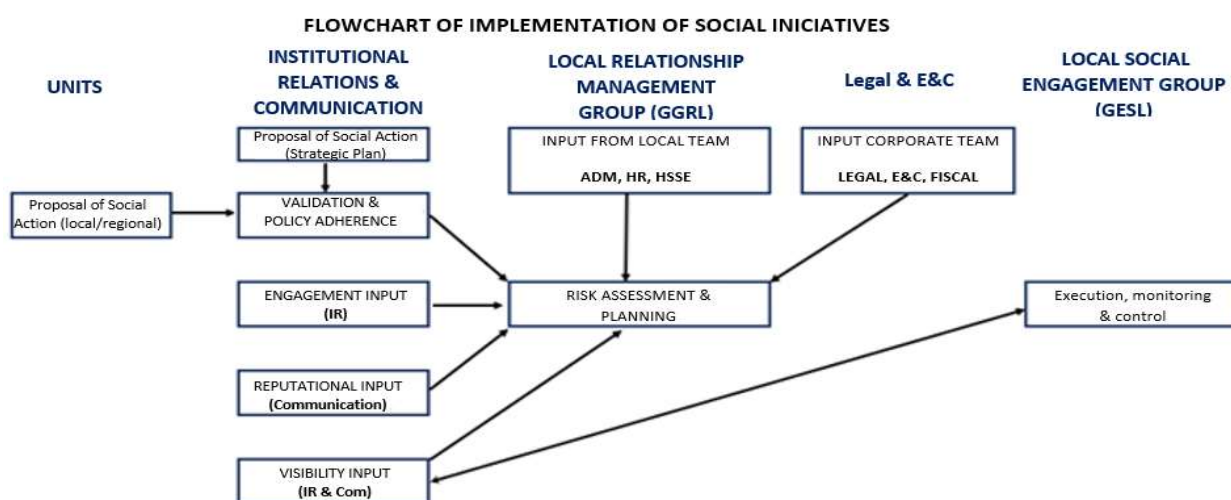 FLOWCHART OF IMPLEMENTATION OF SOCIAL INICIATIVES
UNITS
INSTITUTIONAL
RELATIONS &
COMMUNICATION
LOCAL RELATIONSHIP
MANAGEMENT
GROUP (GGRL)
Legal & E&C
LOCAL SOCIAL
ENGAGEMENT GROUP
(GESL)
Proposal of Social Action
(Strategic Plan)
INPUT FROM LOCAL TEAM
ADM, HR, HSSE
INPUT CORPORATE TEAM
LEGAL, E&C, FISCAL
Proposal of Social
Action (local/regional)
VALIDATION &
POLICY ADHERENCE
ENGAGEMENT INPUT
(IR)
RISK ASSESSMENT &
PLANNING
Execution, monitoring
& control
REPUTATIONAL INPUT
(Communication)
VISIBILITY INPUT
(IR & Com)